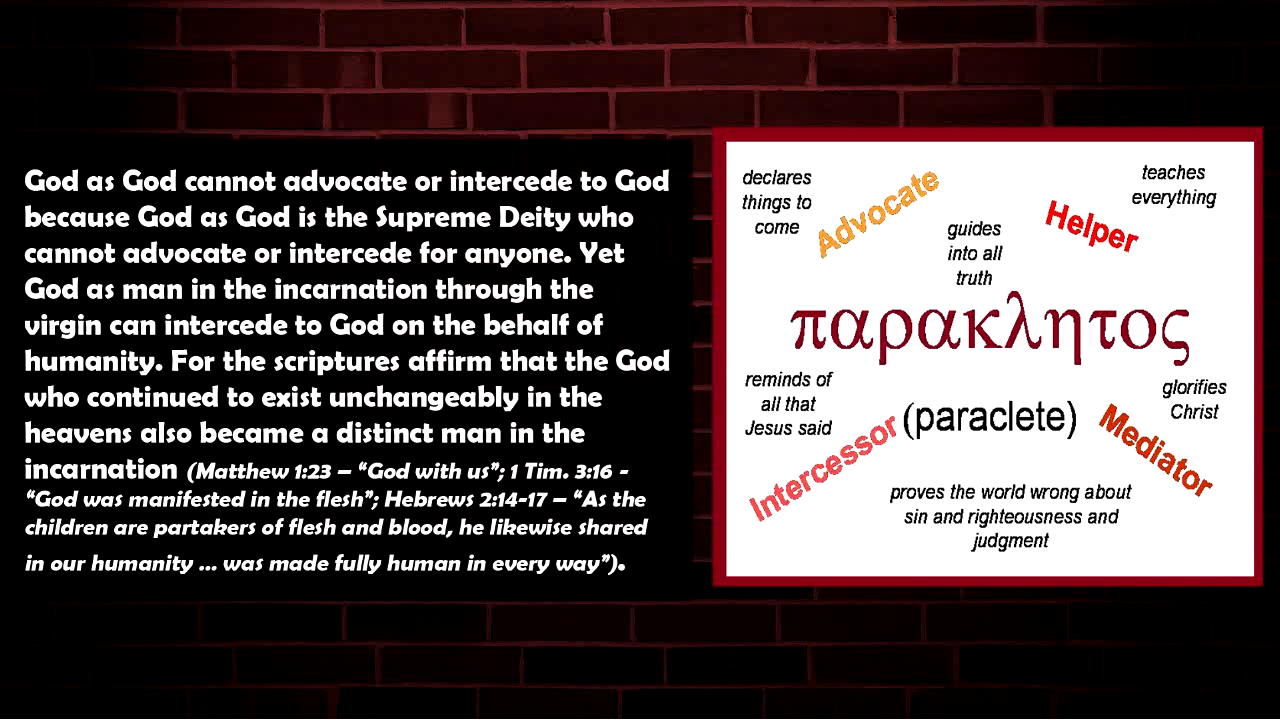 God as God cannot advocate or intercede to God
because God as God is the Supreme Deity who
cannot advocate or intercede for anyone. Yet
God as man in the incarnation through the
virgin can intercede to God on the behalf of
humanity. For the scriptures affirm that the God
who continued to exist unchangeably in the
heavens also became a distinct man in the
incarnation (Matthew 1:23 – “God with us”; 1 Tim. 3:16 -
“God was manifested in the flesh”; Hebrews 2:14-17 – “As the
children are partakers of flesh and blood, he likewise shared
in our humanity ... was made fully human in every way”).
declares
things to
come
Advocate
guides
into all
truth
Helper
teaches
everything
παρακλητος
(paraclete)
reminds of
all that
Jesus said
Intercessor
Mediator
glorifies
Christ
proves the world wrong about
sin and righteousness and
judgment